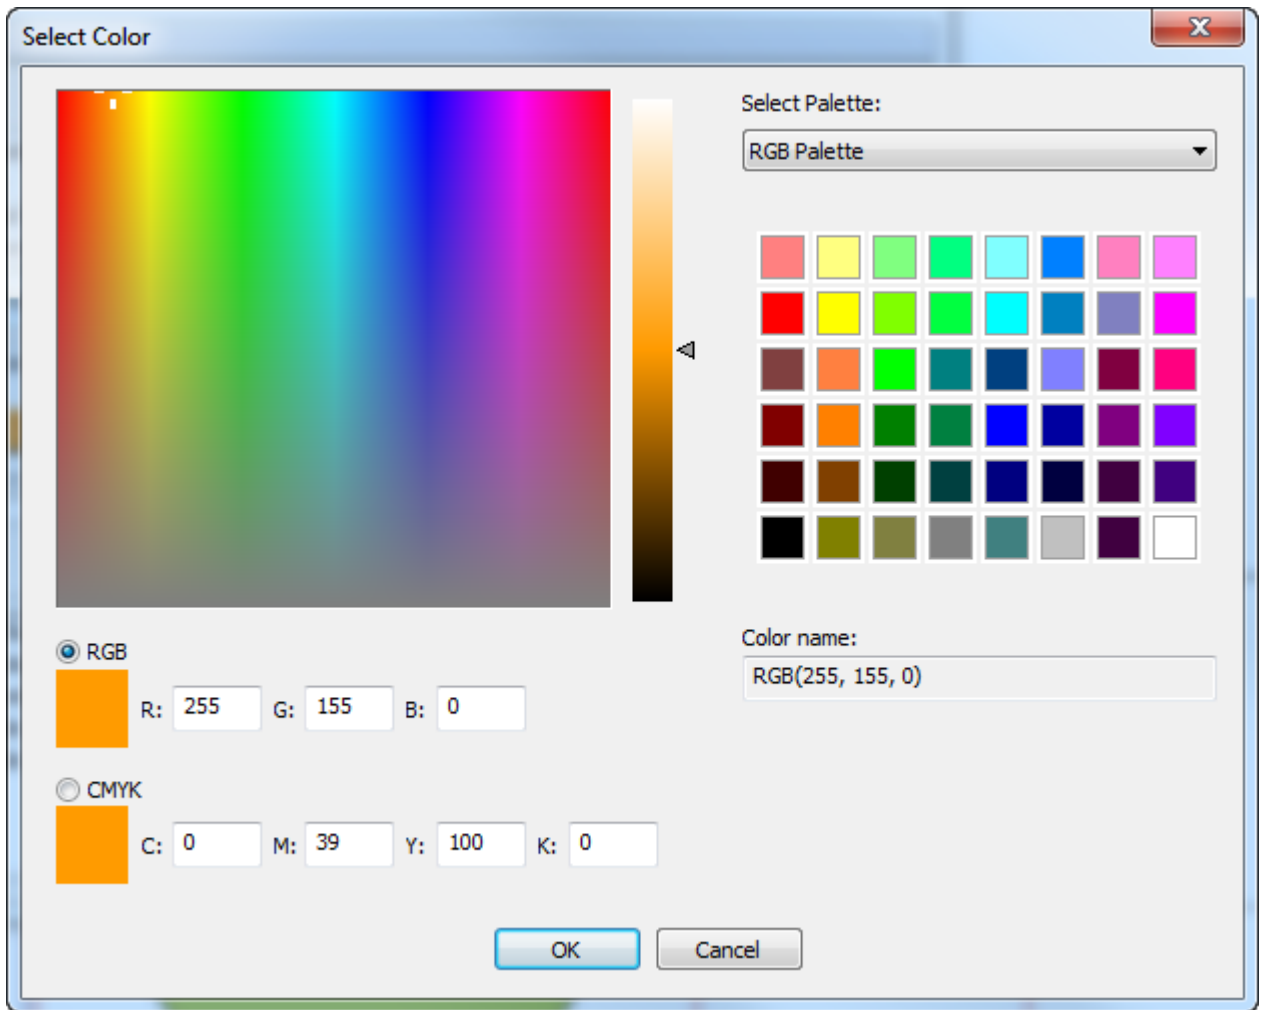 Select Color
Select Palette:
RGB Palette
RGB
R: 255 G: 155 B: 0
CMYK
C: 0 M: 39 Y: 100 K: 0
Color name:
RGB(255, 155, 0)
OK Cancel